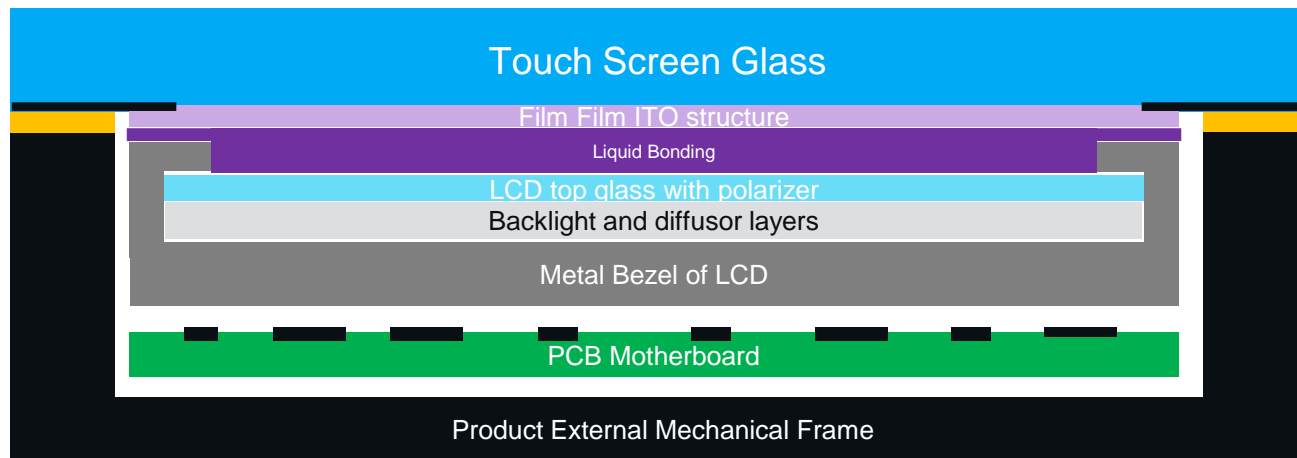 Touch Screen Glass
Film Film ITO structure
Liquid Bonding
LCD top glass with polarizer
Backlight and diffusor layers
Metal Bezel of LCD
PCB Motherboard
Product External Mechanical Frame